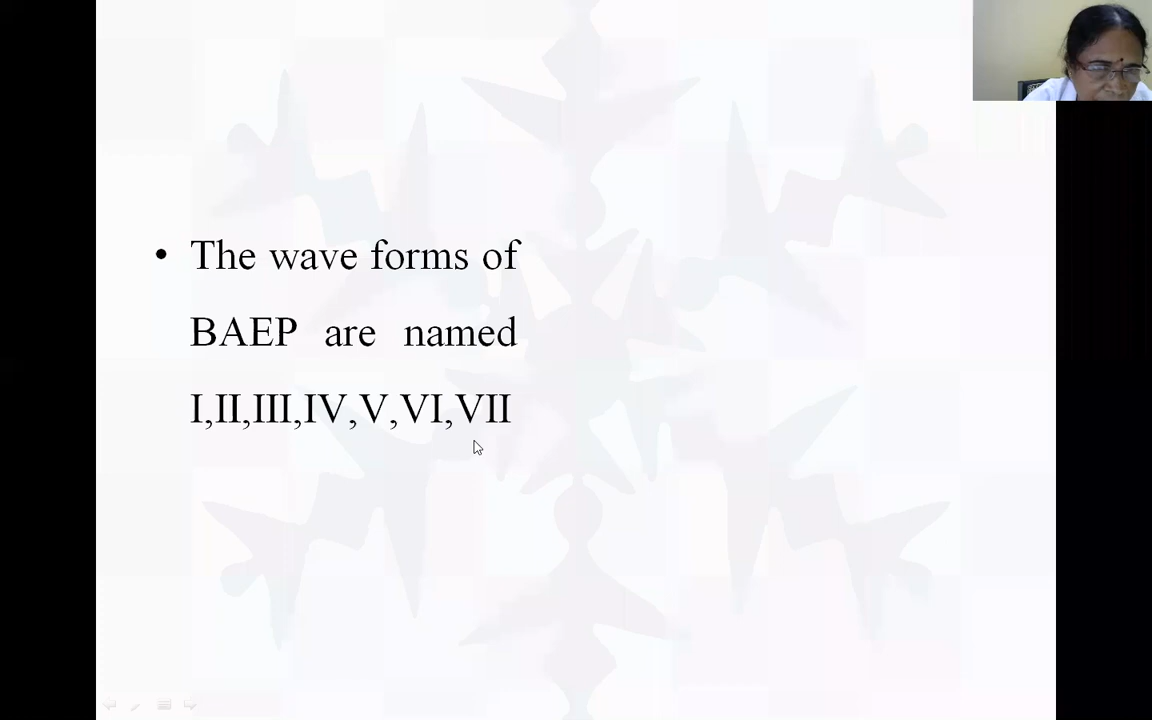 • The wave forms of
BAEP are named
I,II,III,IV,V,VI,VII